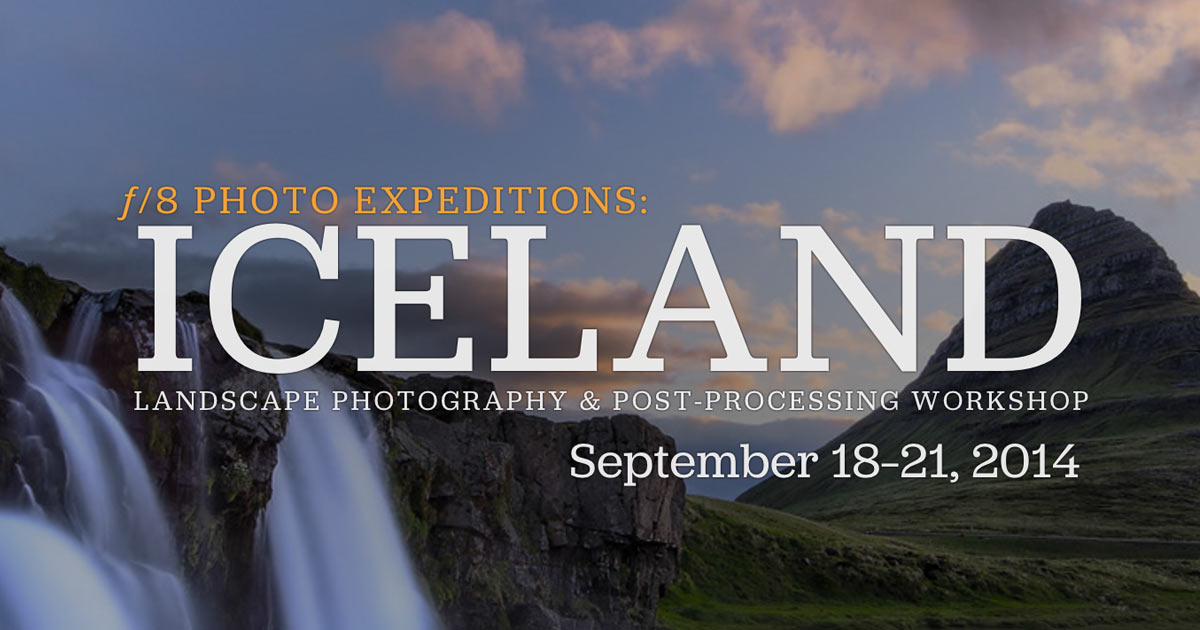 ƒ/8 PHOTO EXPEDITIONS:
ICELAND
LANDSCAPE PHOTOGRAPHY & POST-PROCESSING WORKSHOP
September 18-21, 2014